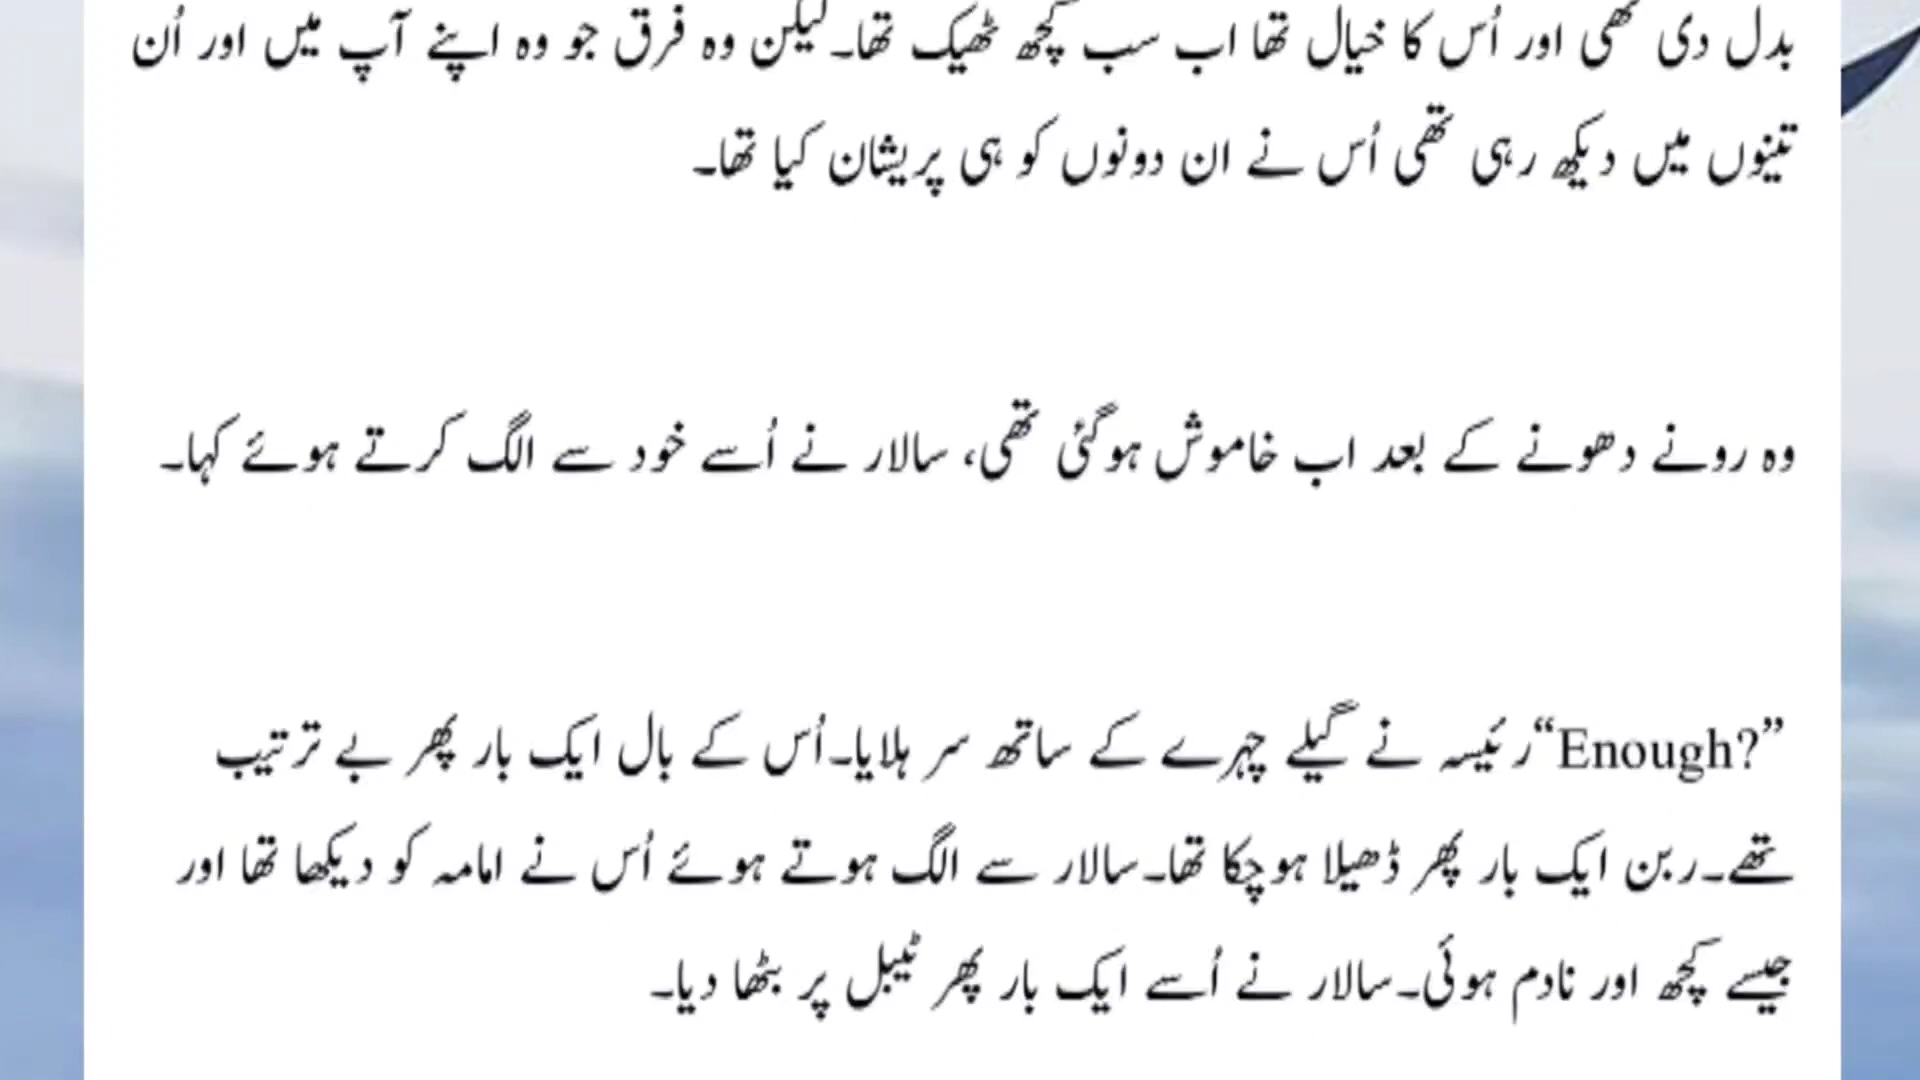 بدل دی تھی اور اُس کا خیال تھا اب سب کچھ ٹھیک تھا۔لیکن وہ فرق جو وہ اپنے آپ میں اور اُن
تینوں میں دیکھ رہی تھی اُس نے ان دونوں کو ہی پریشان کیا تھا۔
وہ رونے دھونے کے بعد اب خاموش ہوگئی تھی، سالار نے اُسے خود سے الگ کرتے ہوئے کہا۔
”Enough?“رئیسہ نے گیلے چہرے کے ساتھ سر ہلایا۔اُس کے بال ایک بار پھر بے ترتیب
تھے۔ربن ایک بار پھر ڈھیلا ہوچکا تھا۔سالار سے الگ ہوتے ہوئے اُس نے امامہ کو دیکھا تھا اور
جیسے کچھ اور نادم ہوئی۔سالار نے اُسے ایک بار پھر ٹیبل پر بٹھا دیا۔